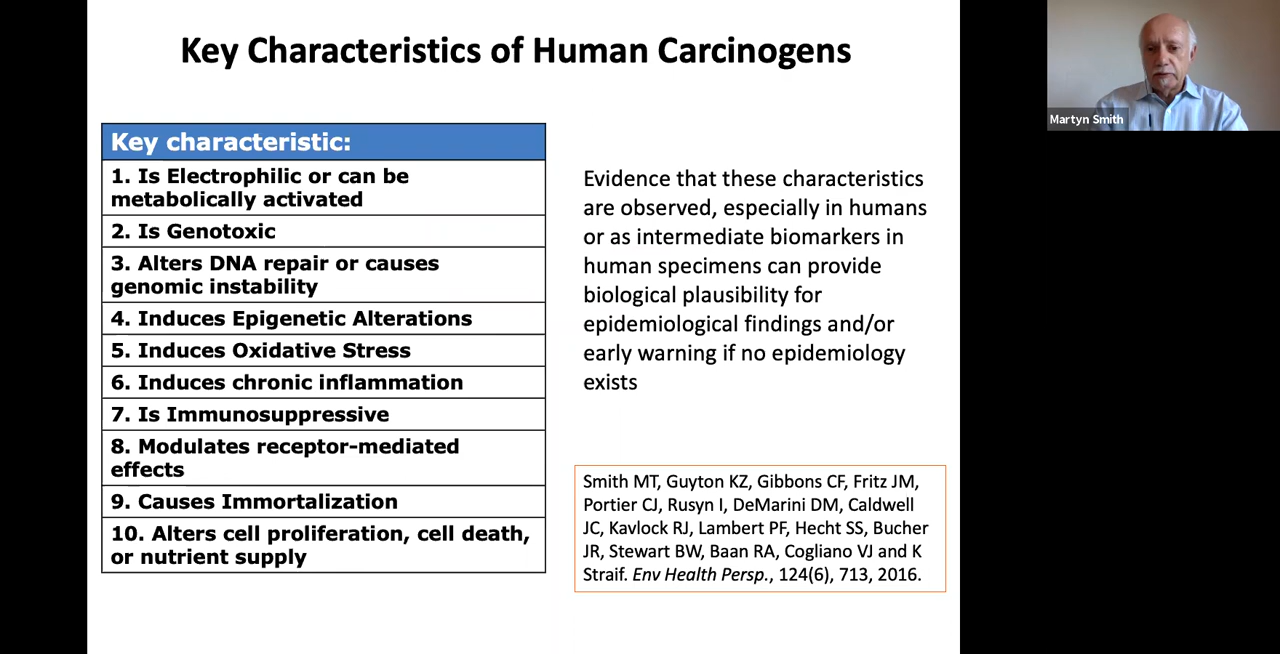 Key Characteristics of Human Carcinogens
Key characteristic:
1. Is Electrophilic or can be
metabolically activated
2. Is Genotoxic
3. Alters DNA repair or causes
genomic instability
4. Induces Epigenetic Alterations
5. Induces Oxidative Stress
6. Induces chronic inflammation
7. Is Immunosuppressive
8. Modulates receptor-mediated
effects
9. Causes Immortalization
10. Alters cell proliferation, cell death,
or nutrient supply
Evidence that these characteristics
are observed, especially in humans
or as intermediate biomarkers in
human specimens can provide
biological plausibility for
epidemiological findings and/or
early warning if no epidemiology
exists
Smith MT, Guyton KZ, Gibbons CF, Fritz JM,
Portier CJ, Rusyn I, DeMarini DM, Caldwell
JC, Kavlock RJ, Lambert PF, Hecht SS, Bucher
JR, Stewart BW, Baan RA, Cogliano VJ and K
Straif. Env Health Persp., 124(6), 713, 2016.
Martyn Smith